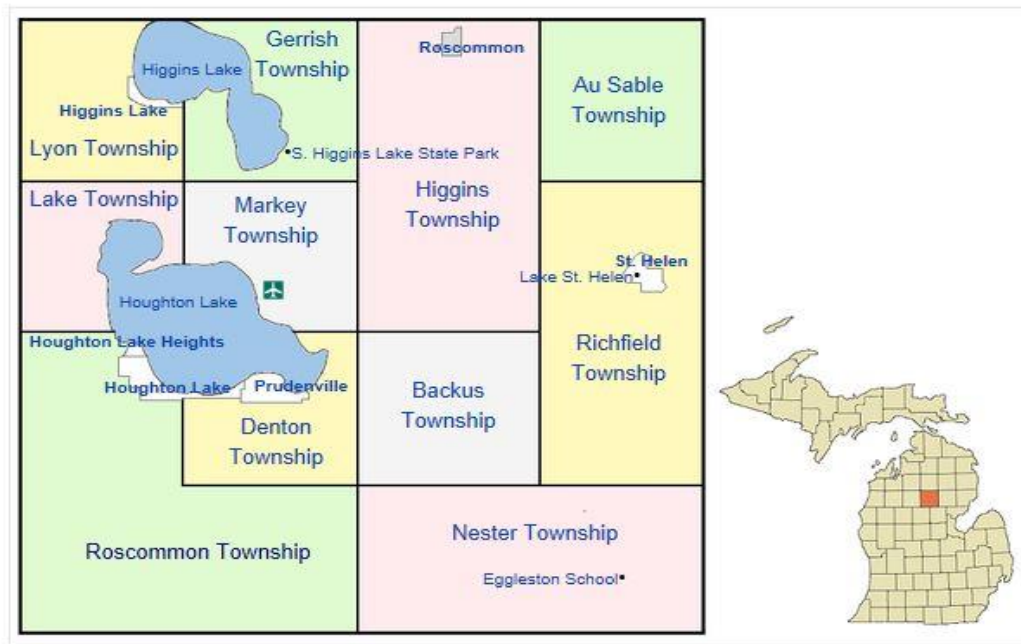 Gerrish
Township
Roscommon
Higgins Lake
Au Sable
Township
Higgins Lake
Lyon Township
S. Higgins Lake State Park
Lake Township
Markey
Township
Higgins
Township
St. Helen
Lake St. Helen
Houghton Lake
Houghton Lake Heights
Richfield
Township
Houghton Lake
Prudenville
Backus
Township
Denton
Township
Nester Township
Roscommon Township
Eggleston School